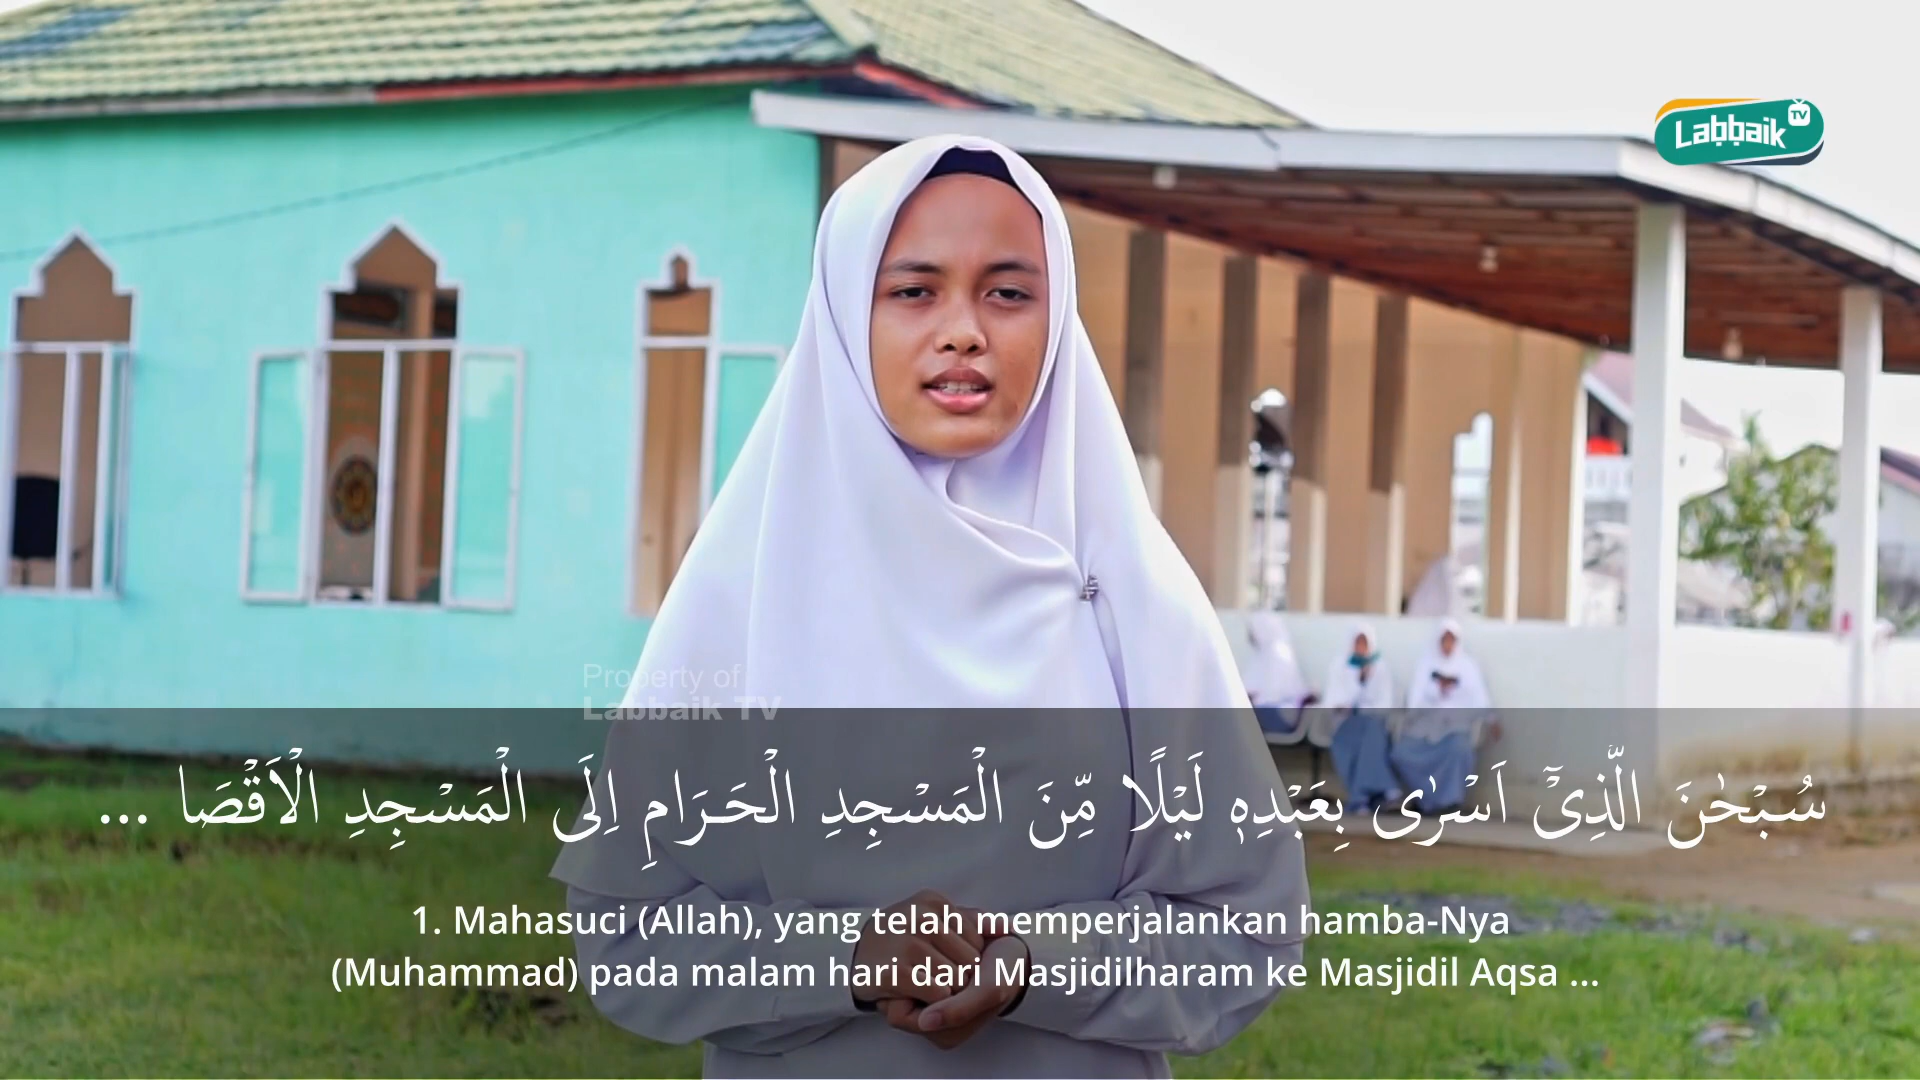 Labbaik TV
Property of
Labbaik TV
سُبْحٰنَ الَّذِيْٓ اَسْرٰى بِعَبْدِهٖ لَيْلًا مِّنَ الْمَسْجِدِ الْحَرَامِ اِلَى الْمَسْجِدِ الْاَقْصَا ...
1. Mahasuci (Allah), yang telah memperjalankan hamba-Nya
(Muhammad) pada malam hari dari Masjidilharam ke Masjidil Aqsa ...